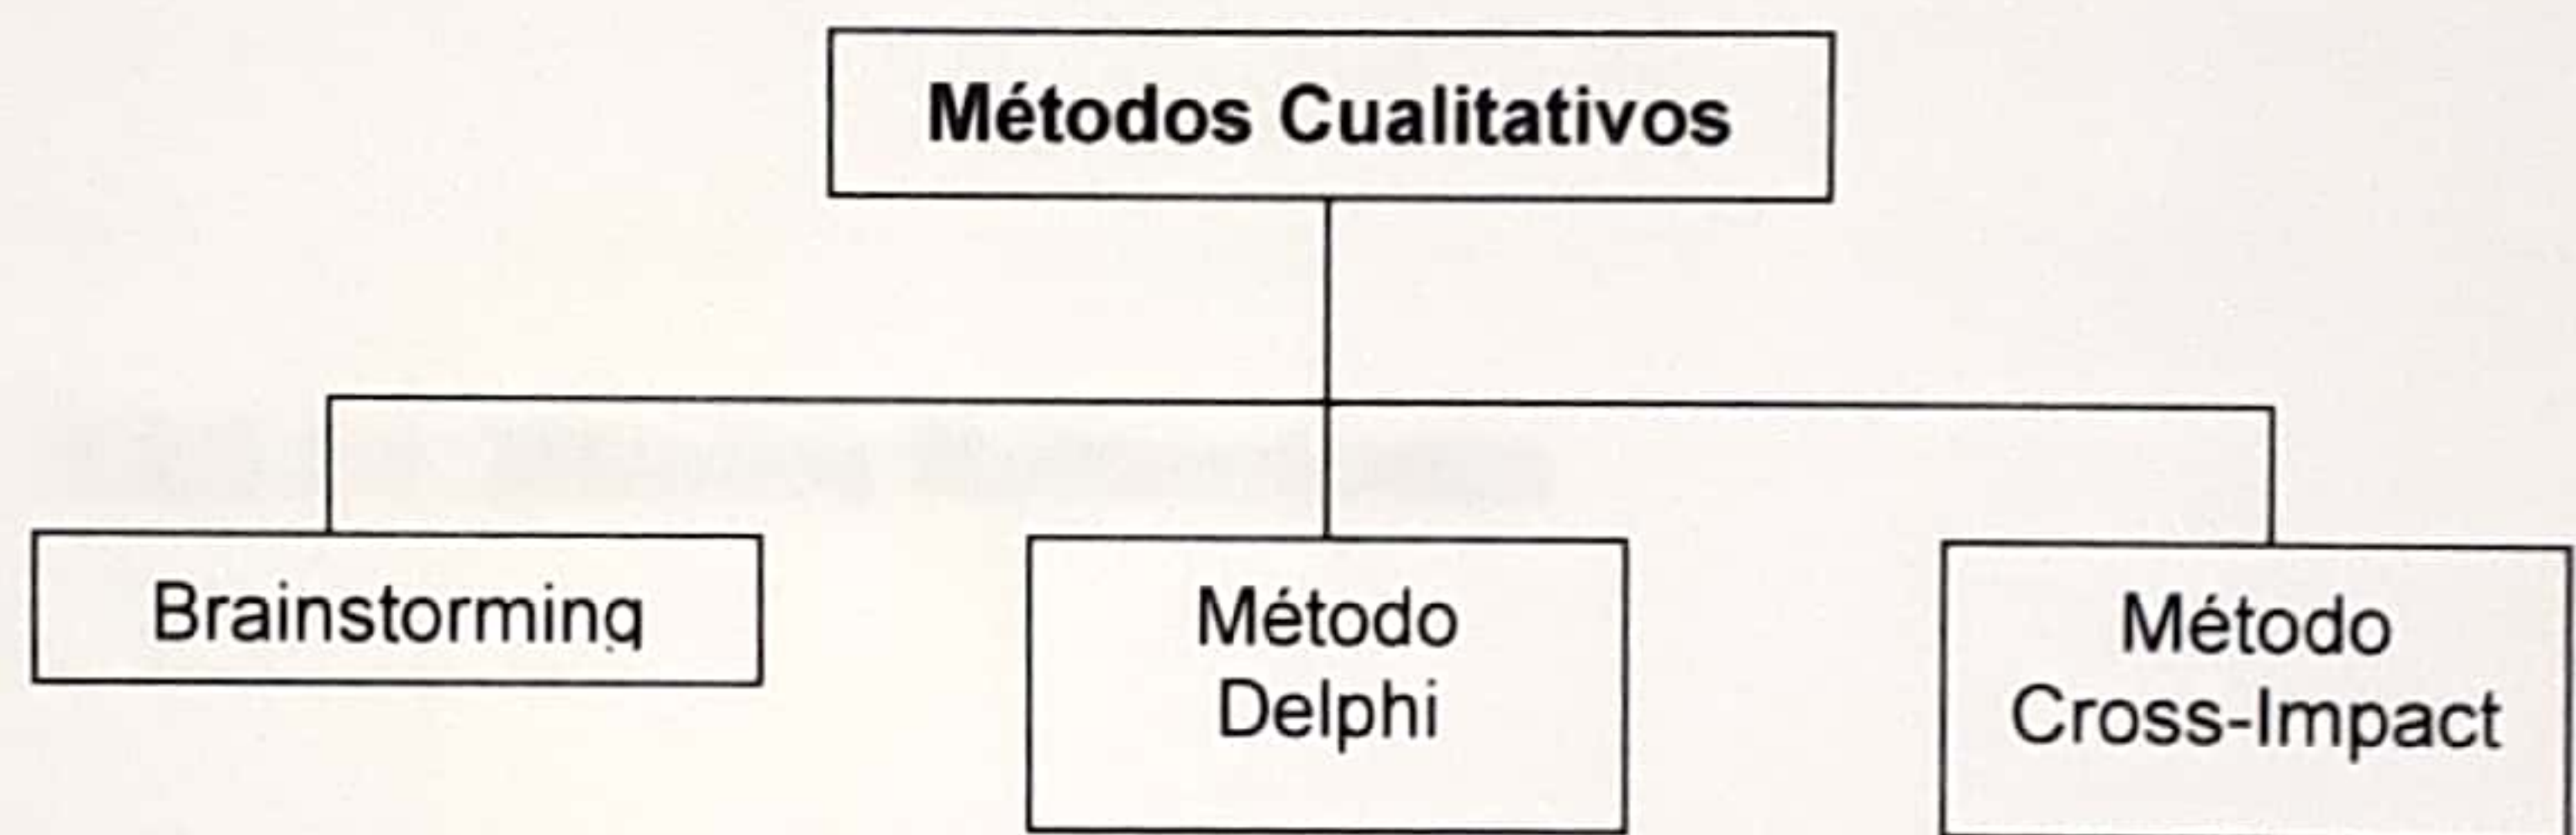 Métodos Cualitativos
Brainstorming
Método
Delphi
Método
Cross-Impact